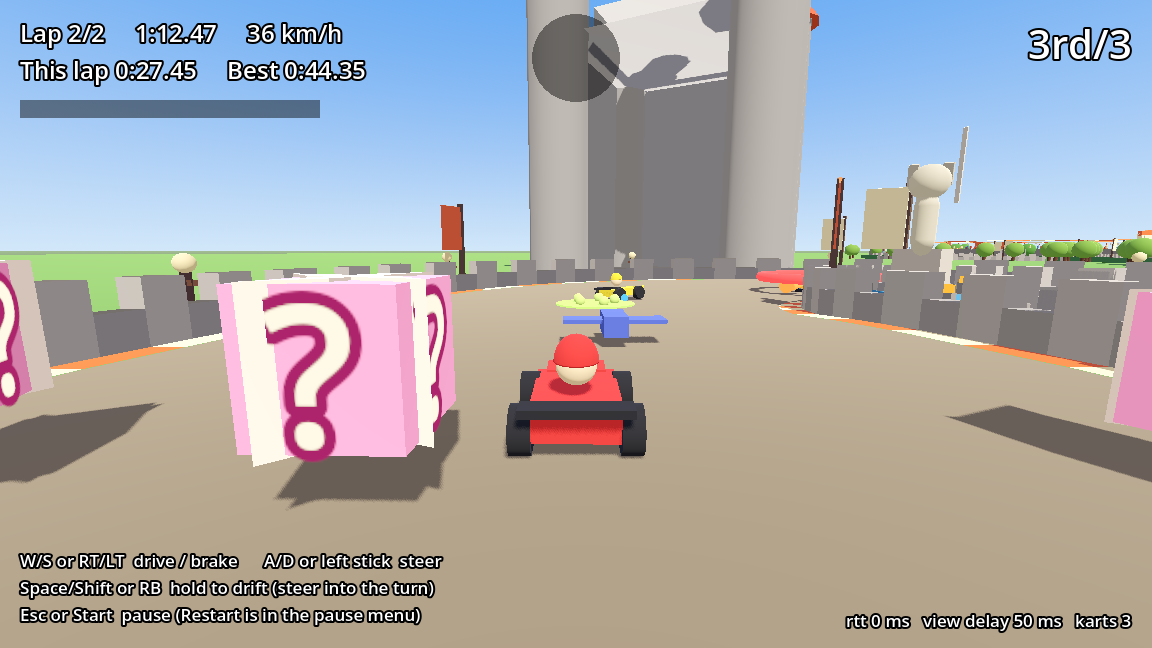 Lap 2/2 1:12.47 36 km/h
3rd/3
This lap 0:27.45 Best 0:44.35
?
?
?
W/S or RT/LT drive / brake A/D or left stick steer
Space/Shift or RB hold to drift (steer into the turn)
Esc or Start pause (Restart is in the pause menu)
rtt 0 ms view delay 50 ms karts 3